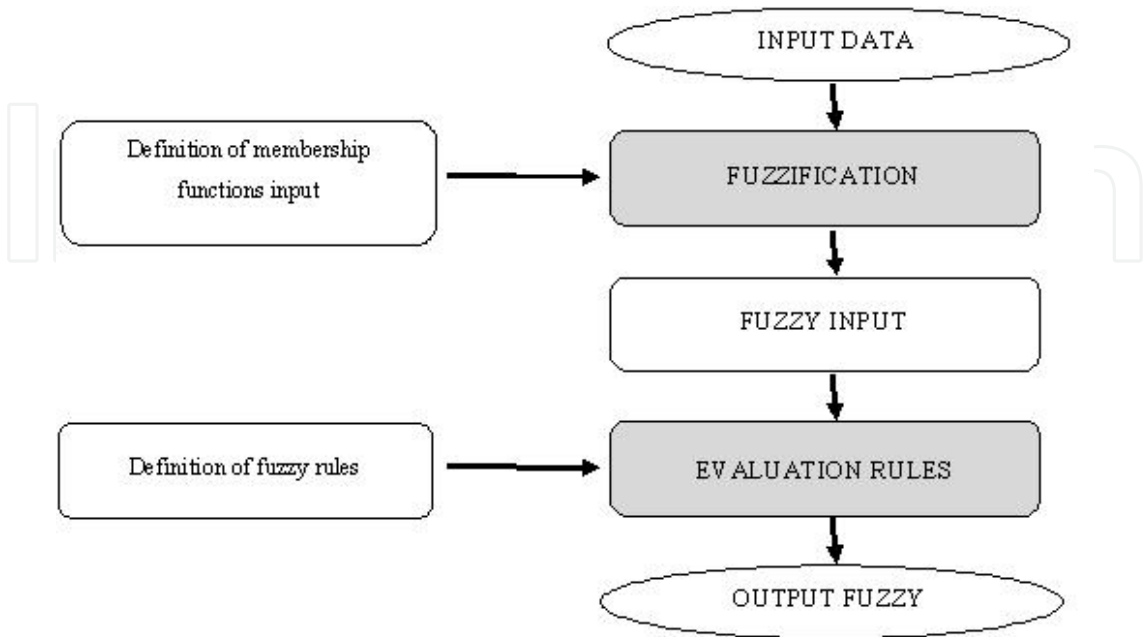 INPUT DATA
Definition of membership
functions input
FUZZIFICATION
FUZZY INPUT
Definition of fuzzy rules
EVALUATION RULES
OUTPUT FUZZY